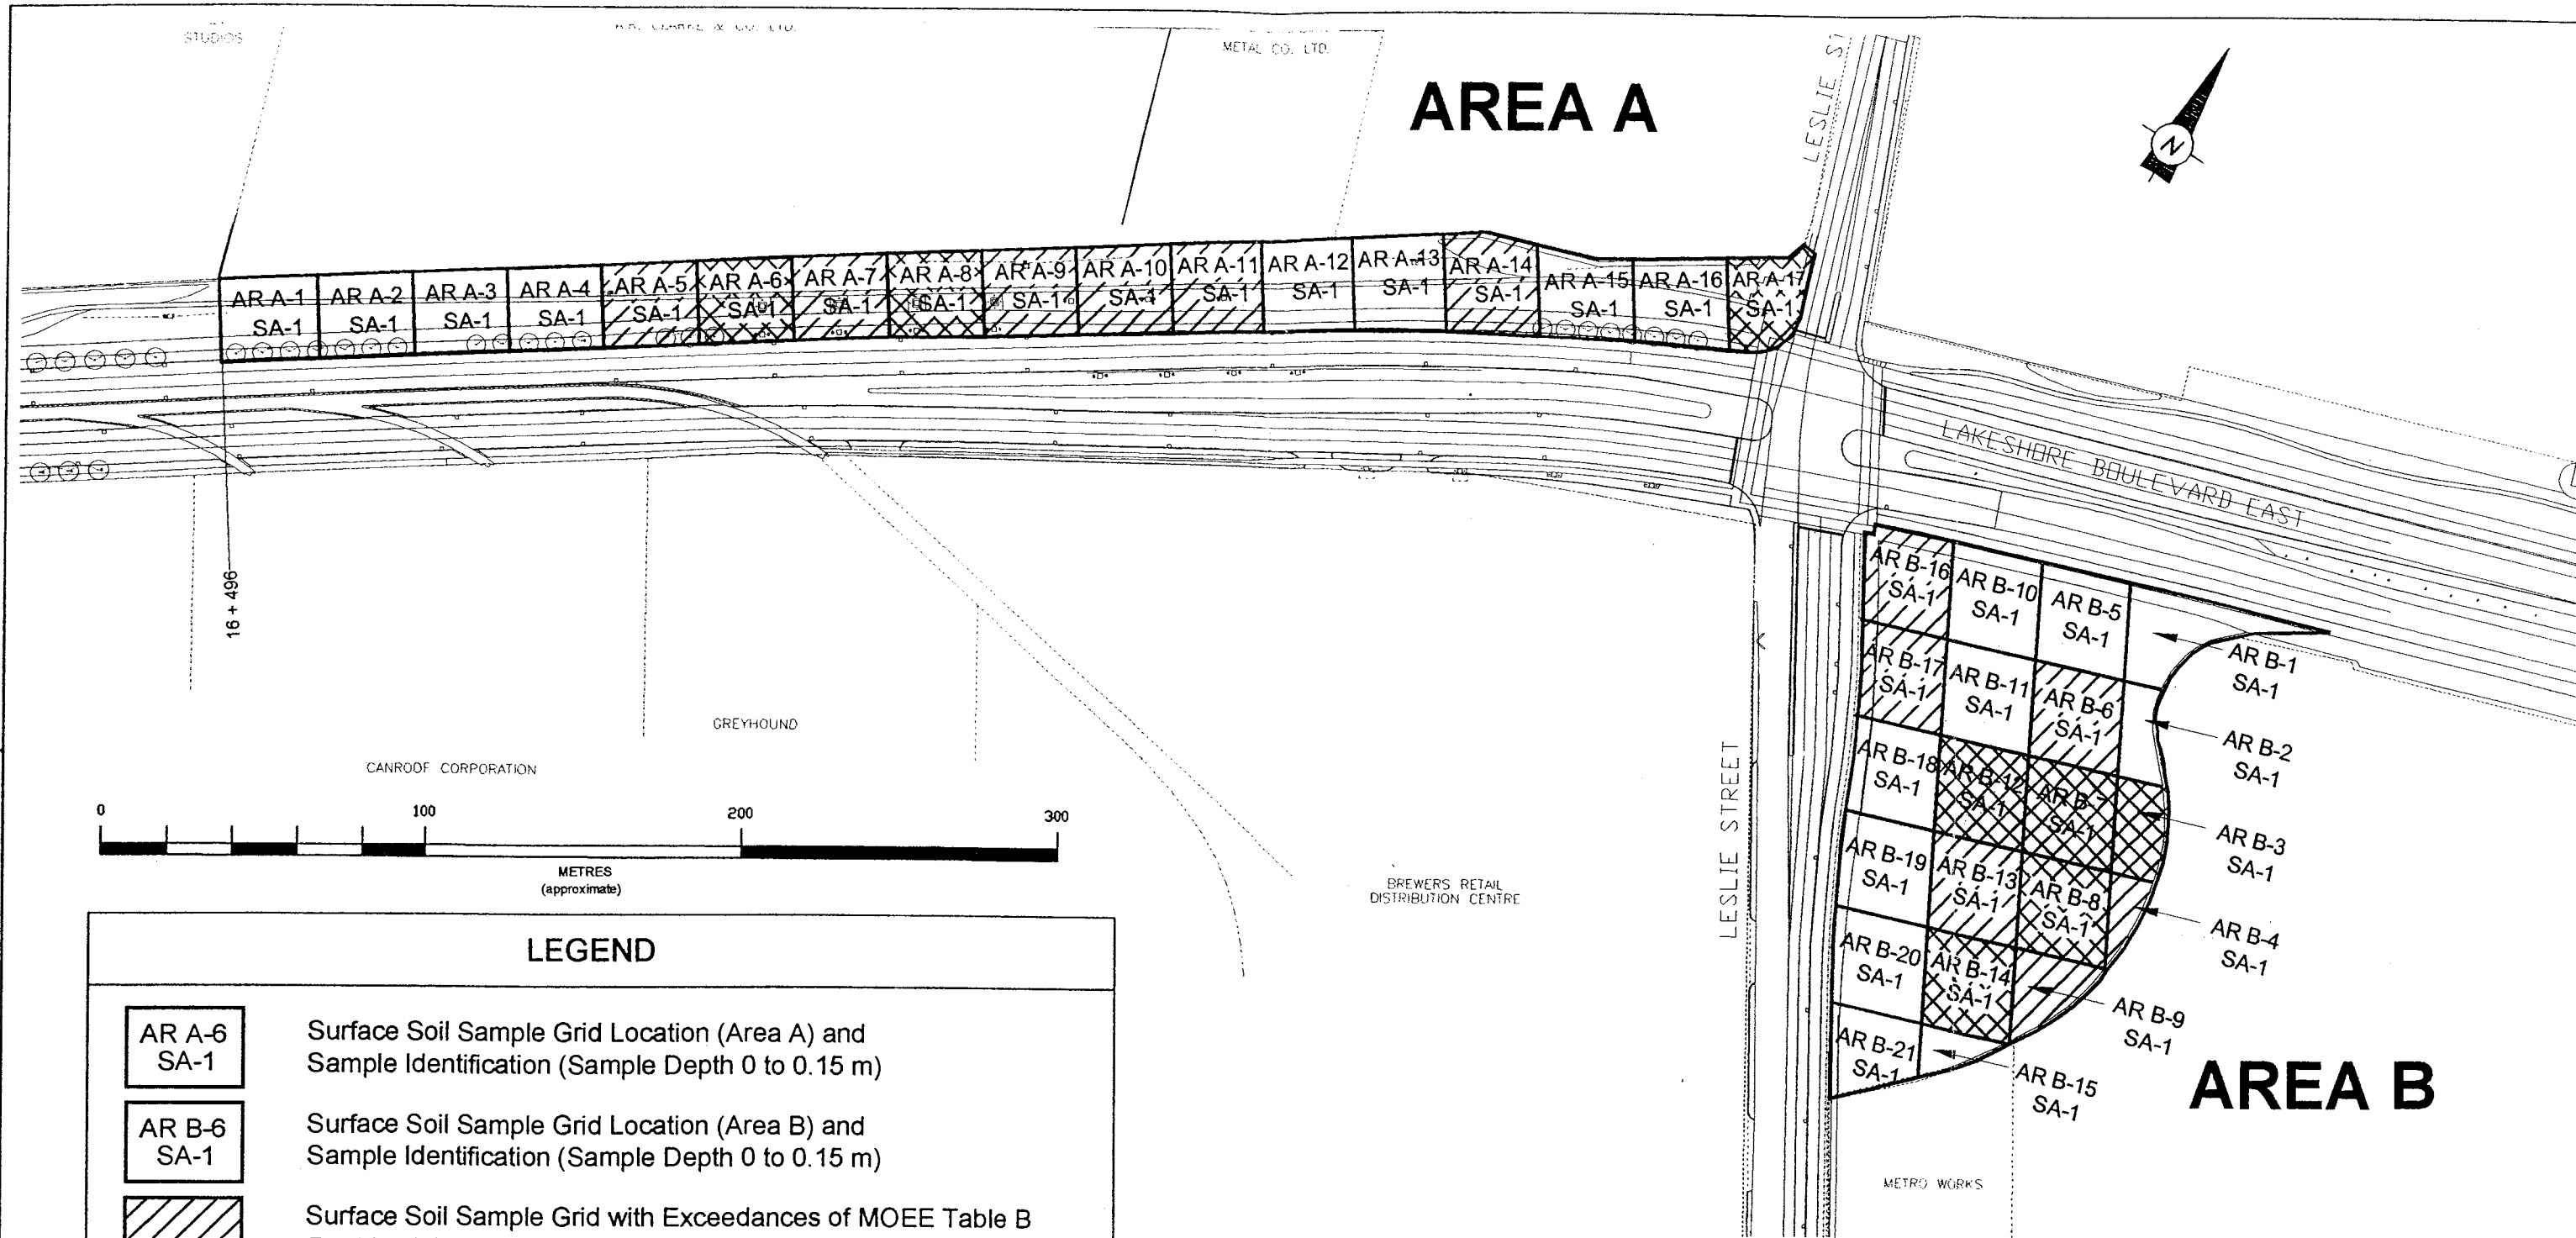 STUDIOS
A.R. CLARKE & CO. LTD.
METAL CO. LTD.
AREA A
LESLIE ST
N
AR A-1
SA-1
AR A-2
SA-1
AR A-3
SA-1
AR A-4
SA-1
AR A-5
SA-1
AR A-6
SA-1
AR A-7
SA-1
AR A-8
SA-1
AR A-9
SA-1
AR A-10
SA-1
AR A-11
SA-1
AR A-12
SA-1
AR A-13
SA-1
AR A-14
SA-1
AR A-15
SA-1
AR A-16
SA-1
AR A-17
SA-1
LAKESHORE BOULEVARD EAST
16 + 496
AR B-16
SA-1
AR B-10
SA-1
AR B-5
SA-1
AR B-1
SA-1
AR B-17
SA-1
AR B-11
SA-1
AR B-6
SA-1
AR B-2
SA-1
AR B-18
SA-1
AR B-12
SA-1
AR B-7
SA-1
AR B-3
SA-1
AR B-19
SA-1
AR B-13
SA-1
AR B-8
SA-1
AR B-4
SA-1
AR B-20
SA-1
AR B-14
SA-1
AR B-9
SA-1
AR B-21
SA-1
AR B-15
SA-1
AREA B
GREYHOUND
CANROOF CORPORATION
LESLIE STREET
BREWERS RETAIL
DISTRIBUTION CENTRE
METRO WORKS
0 100 200 300
METRES
(approximate)
LEGEND
AR A-6
SA-1
Surface Soil Sample Grid Location (Area A) and
Sample Identification (Sample Depth 0 to 0.15 m)
AR B-6
SA-1
Surface Soil Sample Grid Location (Area B) and
Sample Identification (Sample Depth 0 to 0.15 m)
Surface Soil Sample Grid with Exceedances of MOEE Table B